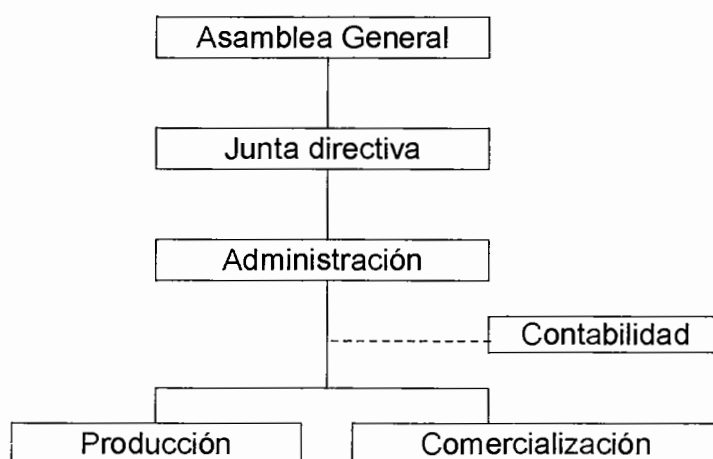 Asamblea General
Junta directiva
Administración
Contabilidad
Producción
Comercialización